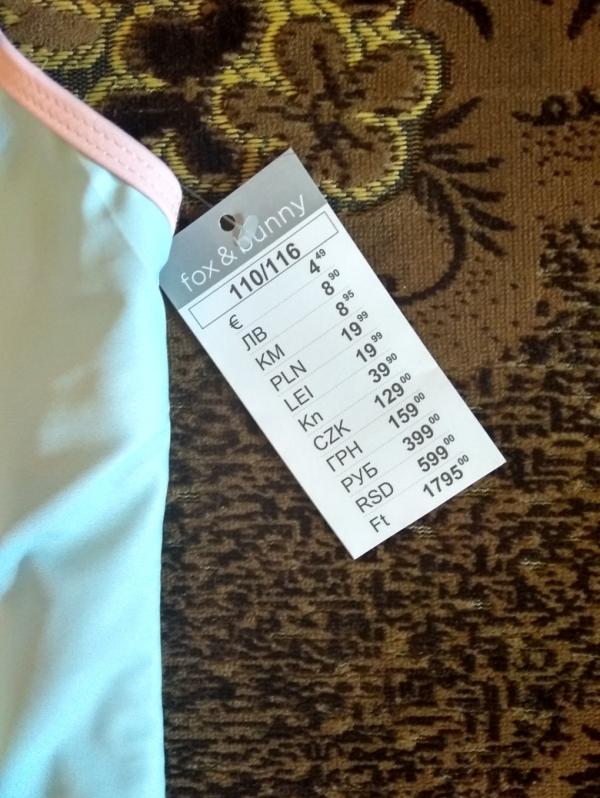 fox & bunny
110/116
€ 4⁴⁹
ЛВ 8⁹⁰
KM 8⁹⁵
PLN 19⁹⁹
LEI 19⁹⁹
Kn 39⁹⁰
CZK 129⁰⁰
ГРН 159⁰⁰
РУБ 399⁰⁰
RSD 599⁰⁰
Ft 1795⁰⁰